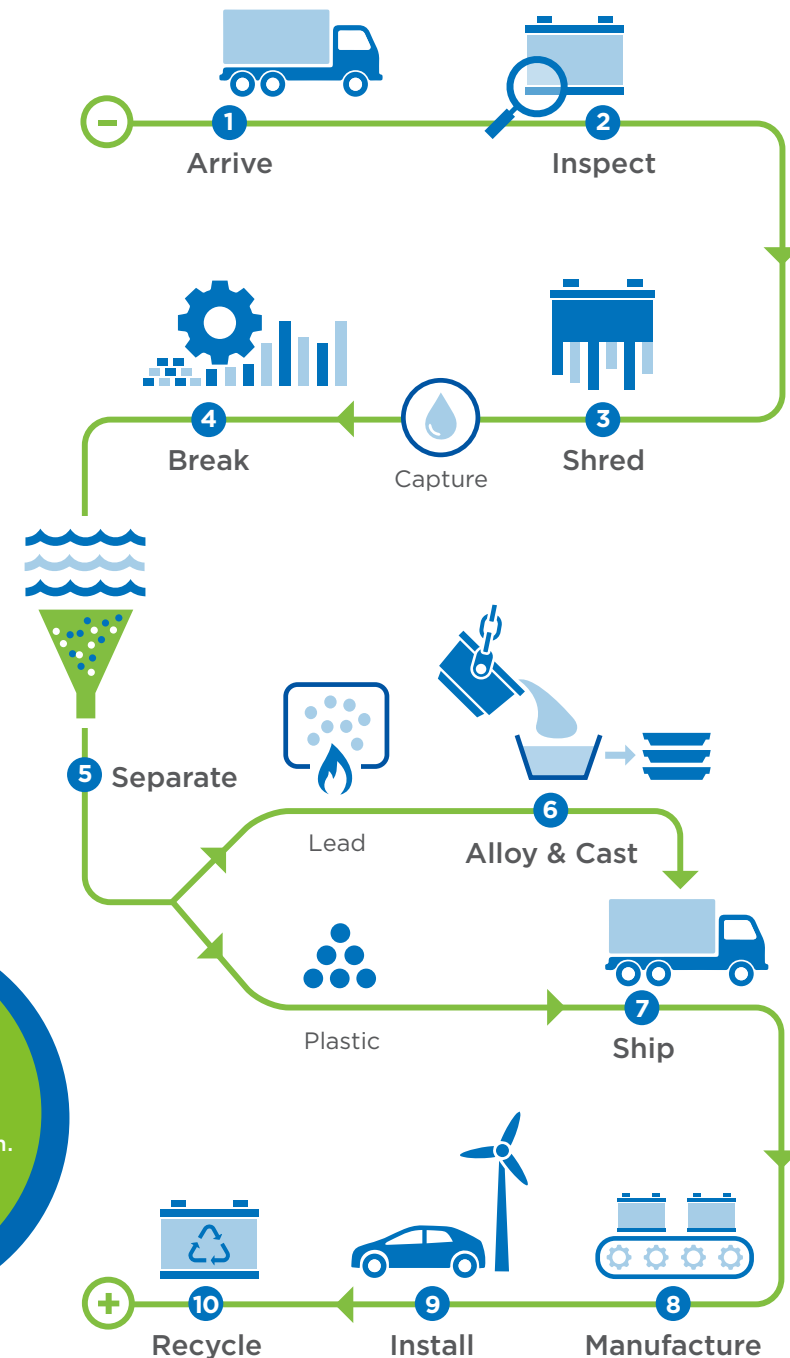 1
Arrive
2
Inspect
3
Shred
Capture
4
Break
5 Separate
Lead
6
Alloy & Cast
Plastic
7
Ship
8
Manufacture
9
Install
10
Recycle